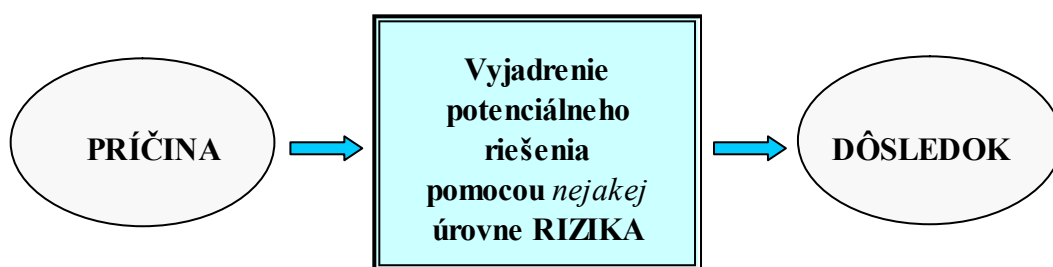 PRÍČINA
Vyjadrenie
potenciálneho
riešenia
pomocou nejakej
úrovne RIZIKA
DÔSLEDOK